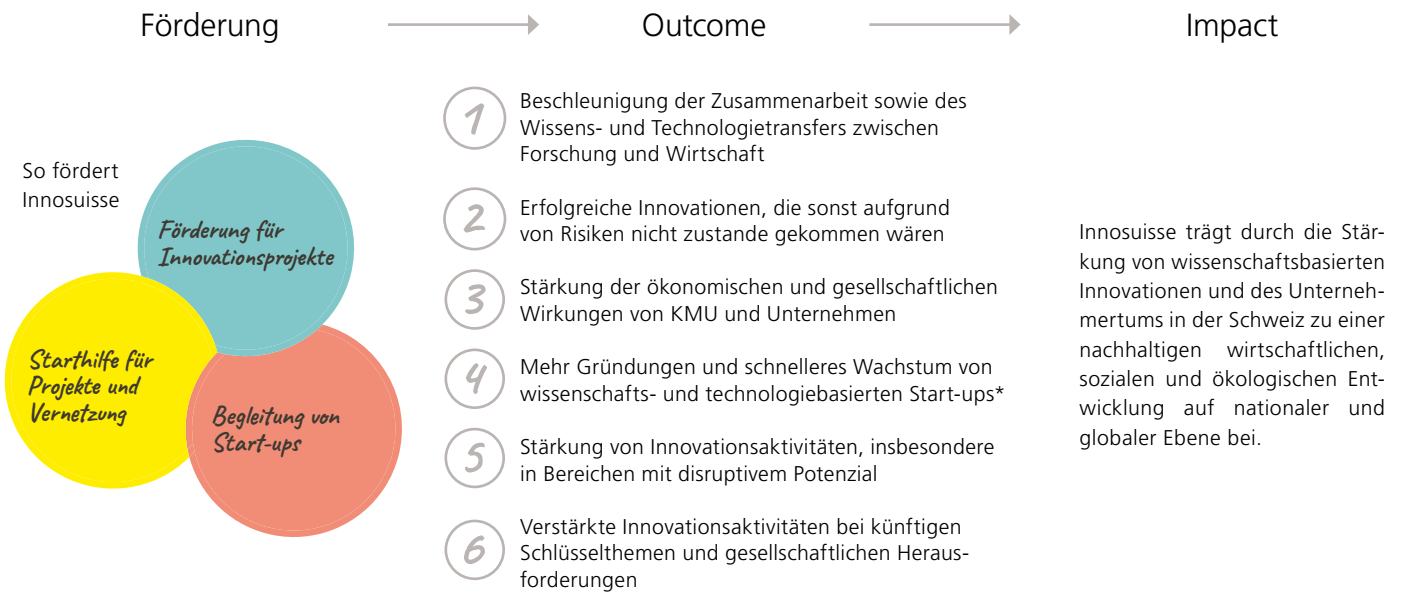 Förderung
Outcome
Impact
So fördert
Innosuisse
Förderung für
Innovationsprojekte
Starthilfe für
Projekte und
Vernetzung
Begleitung von
Start-ups
1
Beschleunigung der Zusammenarbeit sowie des
Wissens- und Technologietransfers zwischen
Forschung und Wirtschaft
2
Erfolgreiche Innovationen, die sonst aufgrund
von Risiken nicht zustande gekommen wären
3
Stärkung der ökonomischen und gesellschaftlichen
Wirkungen von KMU und Unternehmen
4
Mehr Gründungen und schnelleres Wachstum von
wissenschafts- und technologiebasierten Start-ups*
5
Stärkung von Innovationsaktivitäten, insbesondere
in Bereichen mit disruptivem Potenzial
6
Verstärkte Innovationsaktivitäten bei künftigen
Schlüsselthemen und gesellschaftlichen Heraus-
forderungen
Innosuisse trägt durch die Stär-
kung von wissenschaftsbasierten
Innovationen und des Unterneh-
mertums in der Schweiz zu einer
nachhaltigen wirtschaftlichen,
sozialen und ökologischen Ent-
wicklung auf nationaler und
globaler Ebene bei.